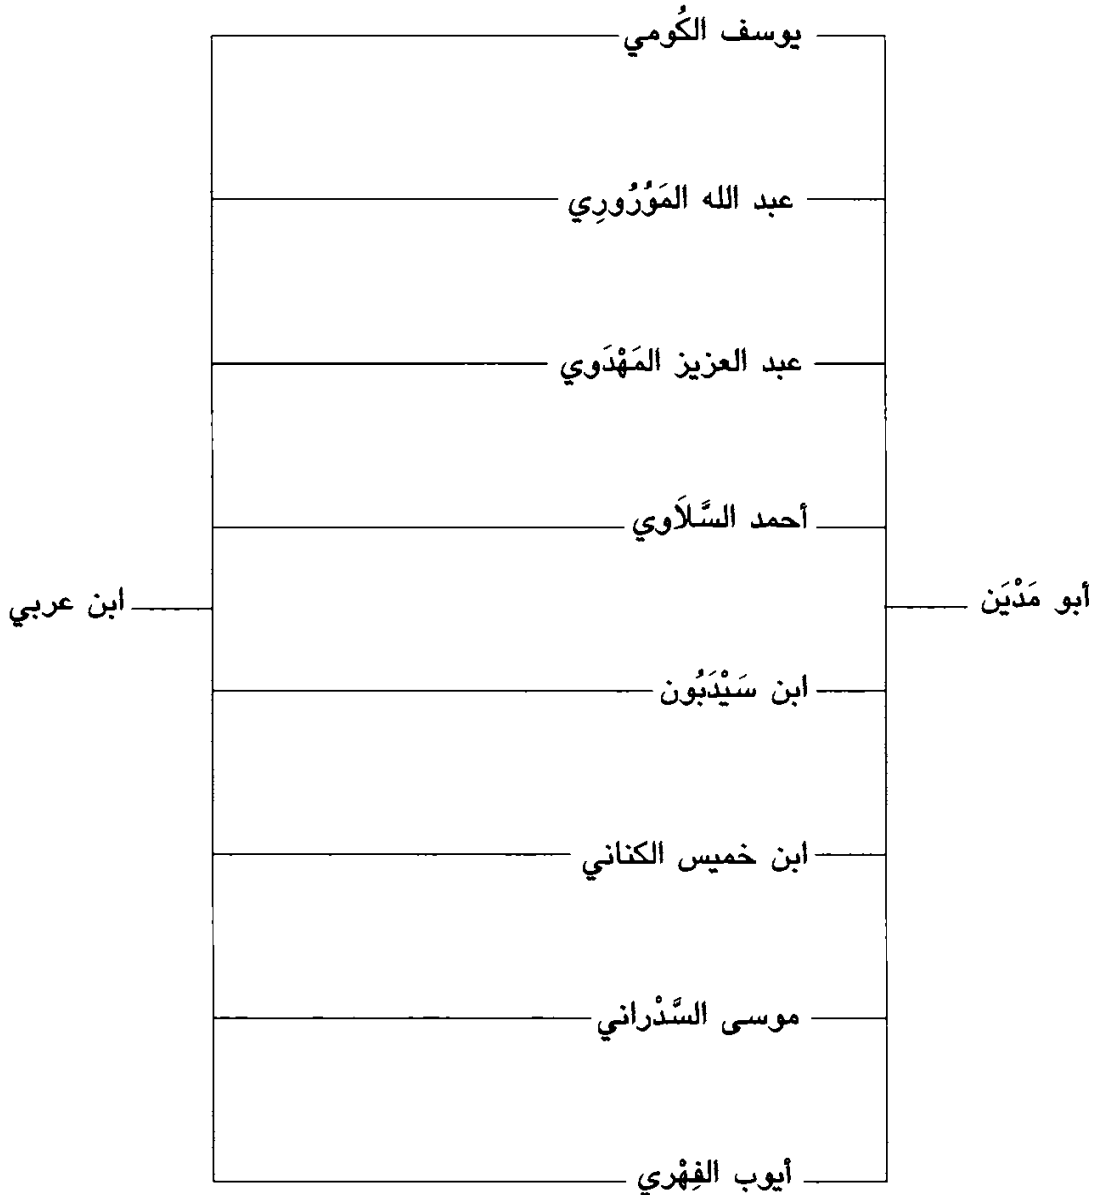 يوسف الكُومي
عبد الله المَوْرُورِي
عبد العزيز المَهْدَوي
أحمد السَّلاَوي
أبو مَدْيَن
ابن عربي
ابن سَيْدَبُون
ابن خميس الكناني
موسى السَّدْراني
أيوب الفِهْري